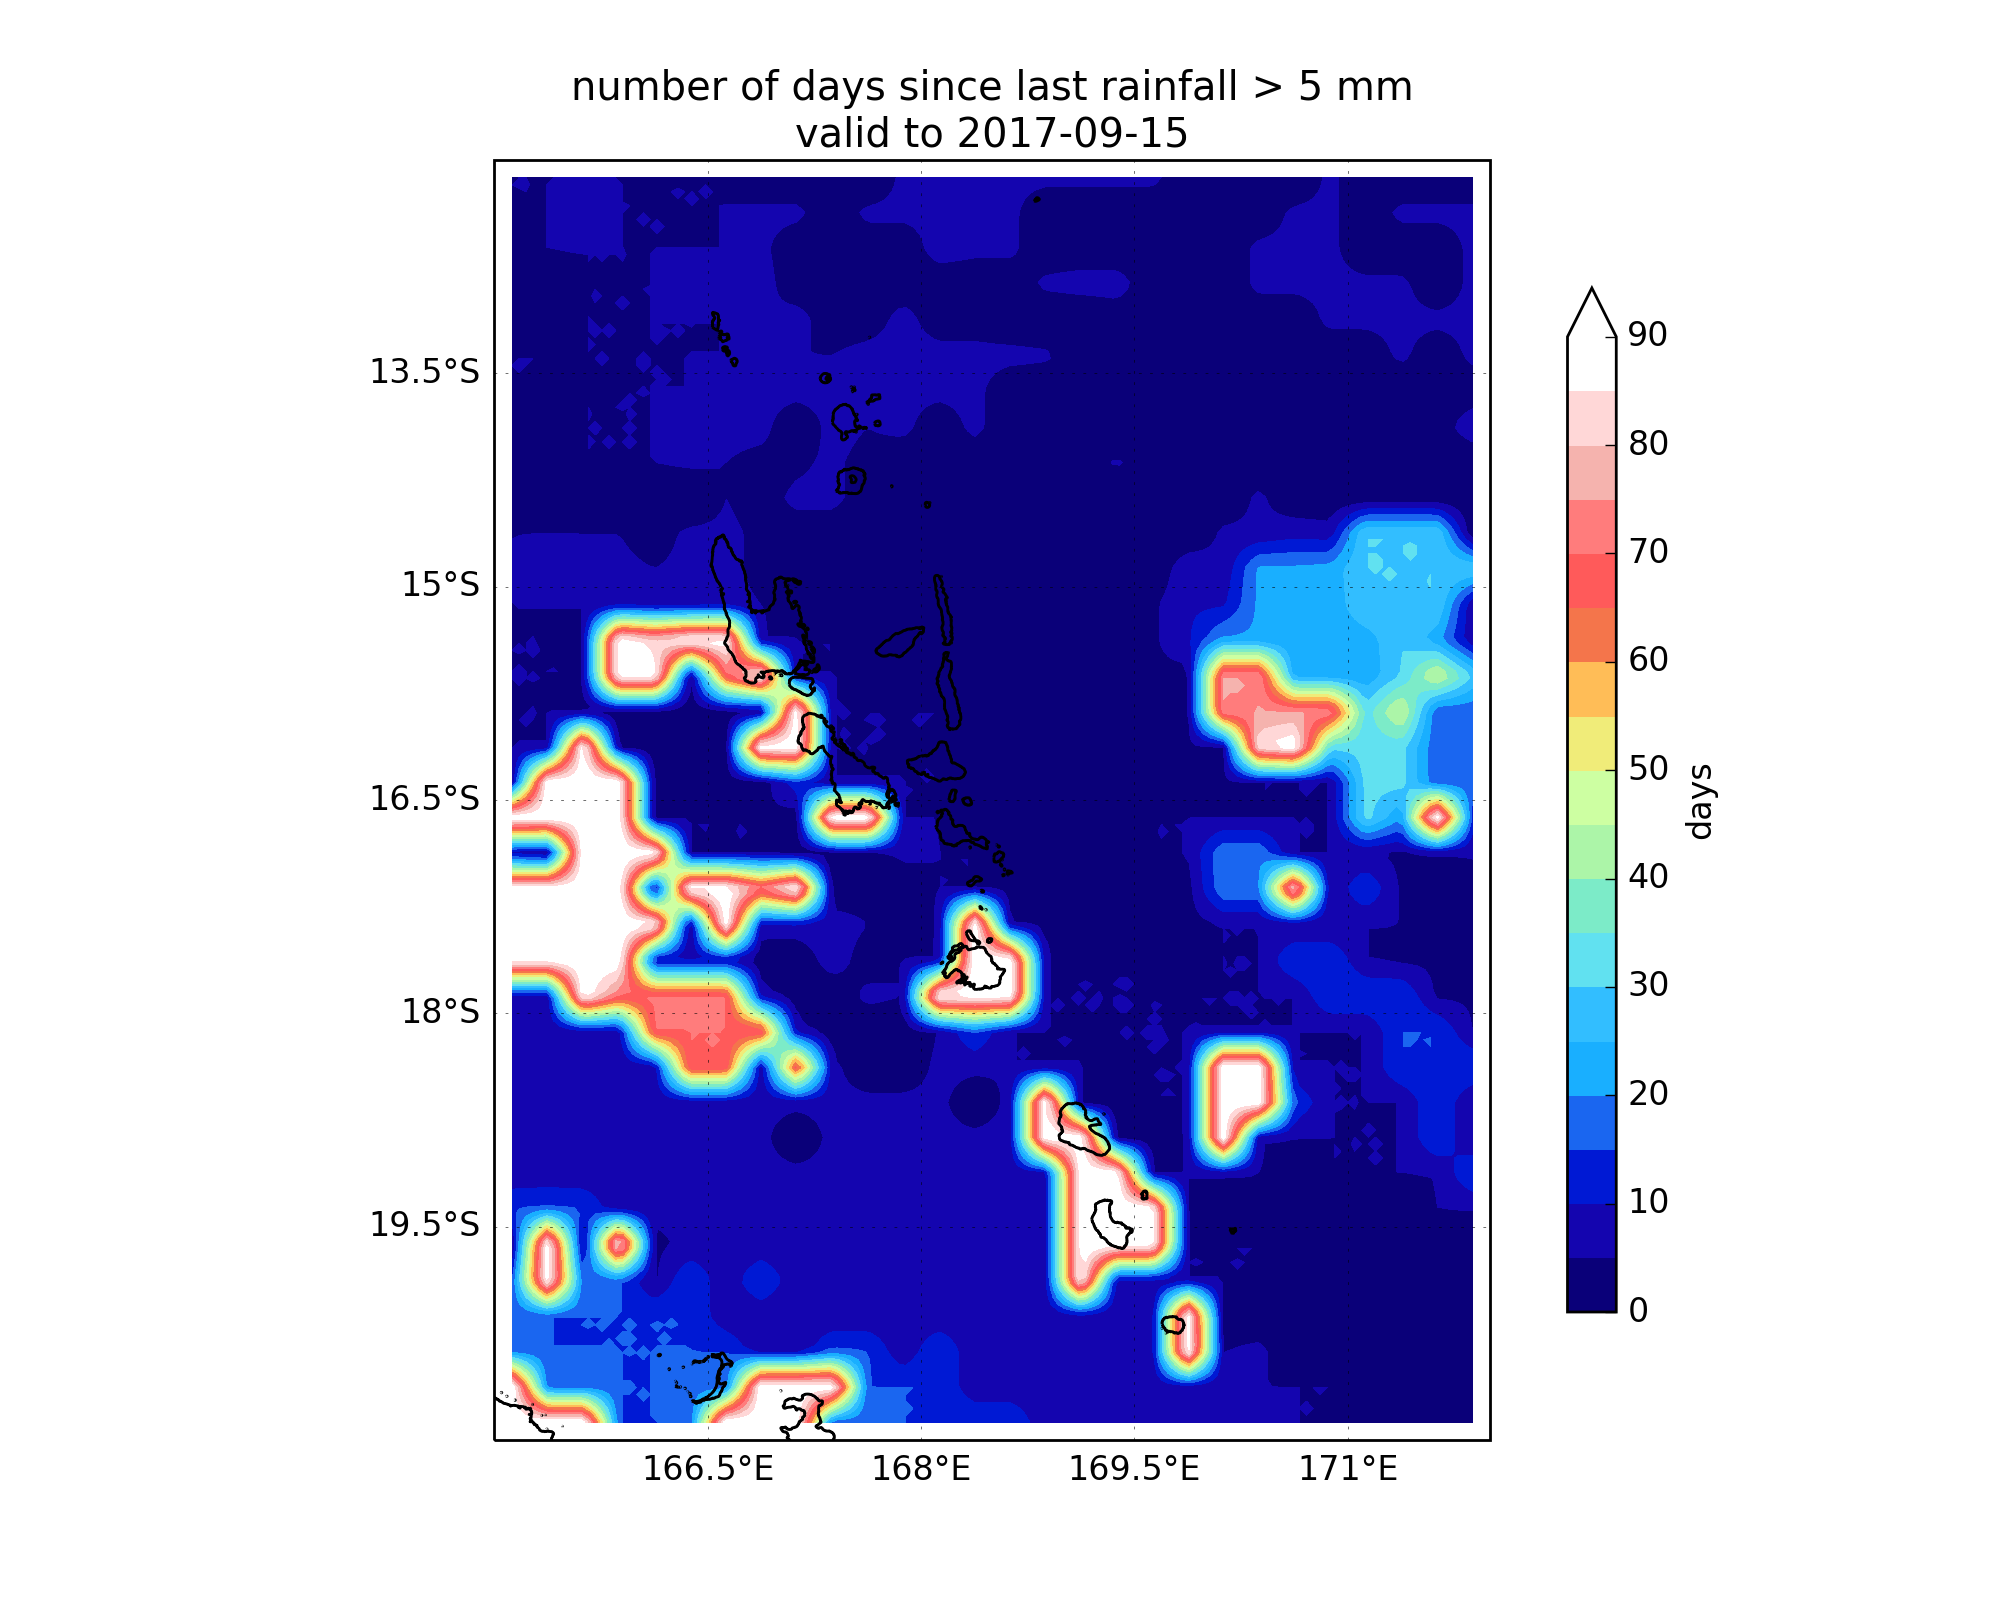 number of days since last rainfall > 5 mm
valid to 2017-09-15
13.5°S
15°S
16.5°S
18°S
19.5°S
166.5°E
168°E
169.5°E
171°E
90
80
70
60
50
40
30
20
10
0
days